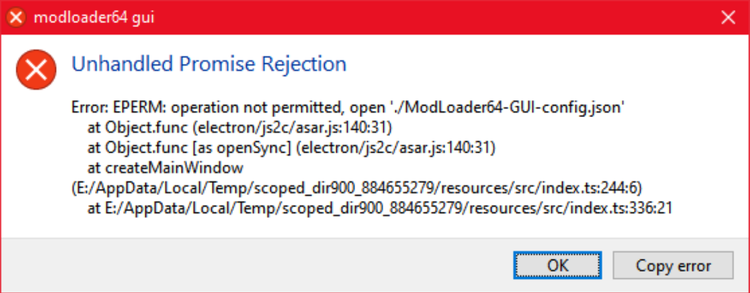 modloader64 gui
Unhandled Promise Rejection
Error: EPERM: operation not permitted, open './ModLoader64-GUI-config.json'
at Object.func (electron/js2c/asar.js:140:31)
at Object.func [as openSync] (electron/js2c/asar.js:140:31)
at createMainWindow
(E:/AppData/Local/Temp/scoped_dir900_884655279/resources/src/index.ts:244:6)
at E:/AppData/Local/Temp/scoped_dir900_884655279/resources/src/index.ts:336:21
OK
Copy error